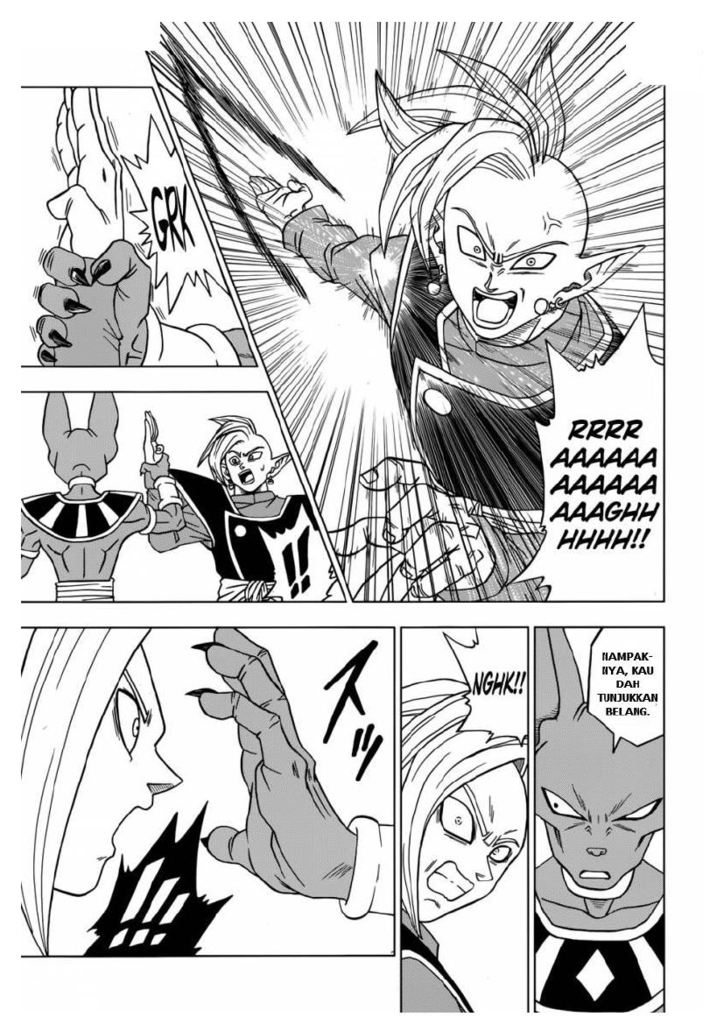 RRRR
AAAAAA
AAAAAA
AAAGHH
HHHH!!
GRK
!!
NAMPAK-
NYA, KAU
DAH
TUNJUKKAN
BELANG.
NGHK!!
スッ
!!!